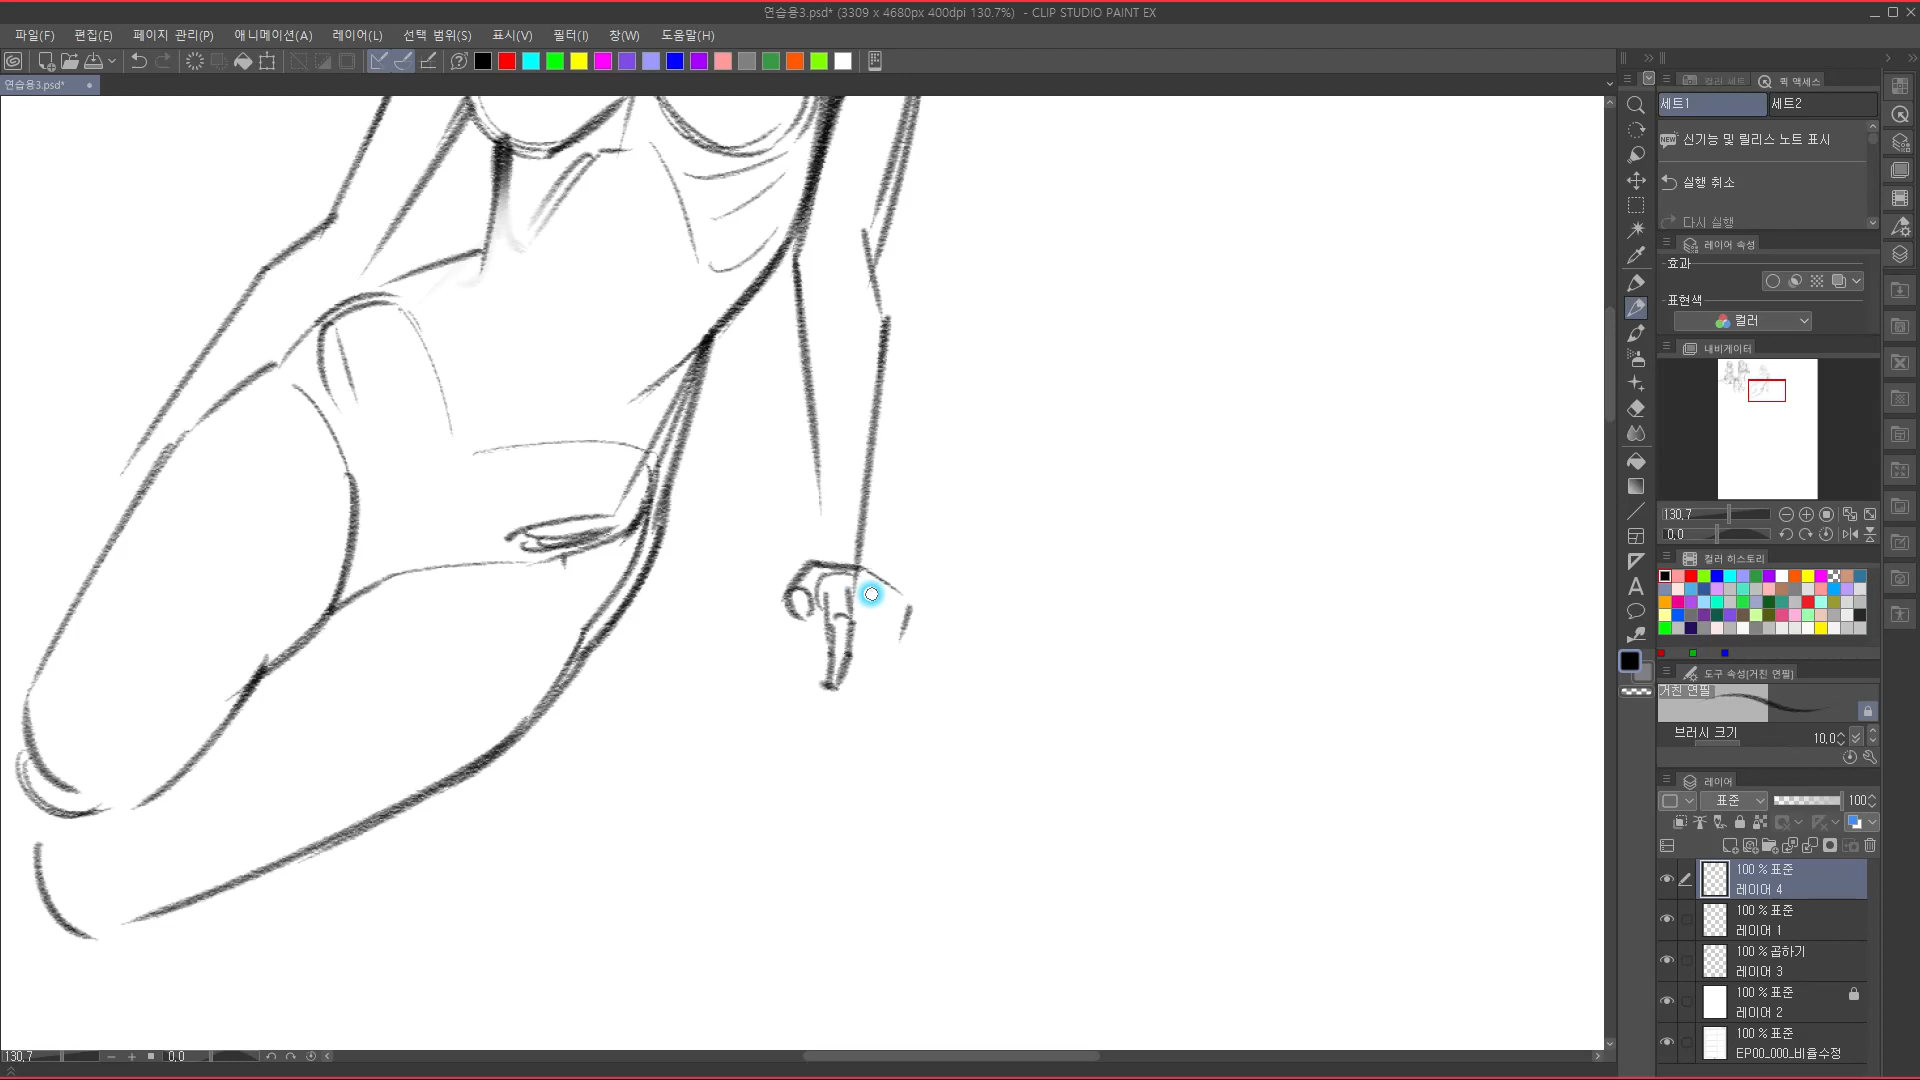 연습용3.psd* (3309 x 4680px 400dpi 130.7%)  - CLIP STUDIO PAINT EX
파일(F) 편집(E) 페이지 관리(P) 애니메이션(A) 레이어(L) 선택 범위(S) 표시(V) 필터(I) 창(W) 도움말(H)
연습용3.psd*
컬러 세트 퀵 액세스
세트1 세트2
NEW 신기능 및 릴리스 노트 표시
실행 취소
다시 실행
레이어 속성
효과
표현색
컬러
내비게이터
130.7
0.0
컬러 히스토리
도구 속성[거친 연필]
거친 연필
브러시 크기 10.0
레이어
표준 100
100 % 표준
레이어 4
100 % 표준
레이어 1
100 % 곱하기
레이어 3
100 % 표준
레이어 2
100 % 표준
EP00_000_비율수정
130.7 0.0